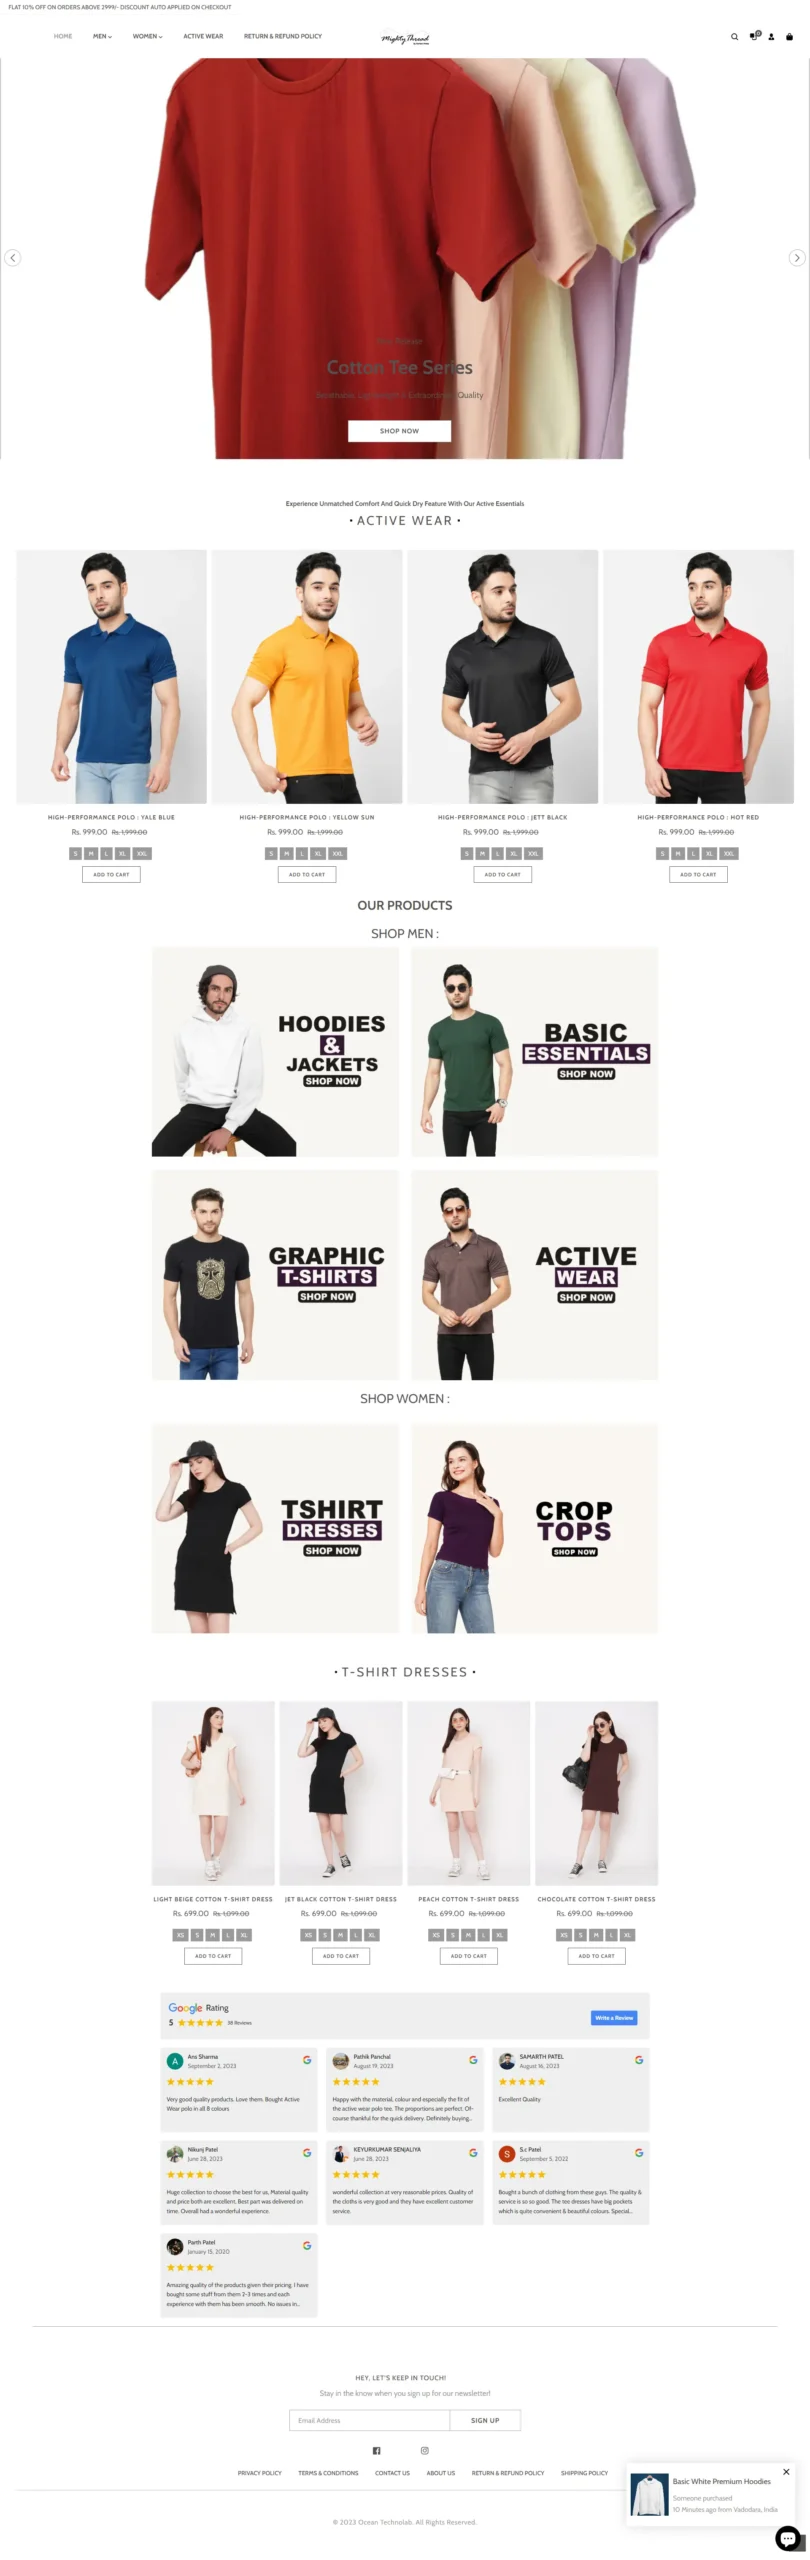 FLAT 10% OFF ON ORDERS ABOVE 2999/- DISCOUNT AUTO APPLIED ON CHECKOUT
HOME MEN WOMEN ACTIVE WEAR RETURN & REFUND POLICY
Mighty Thread
0
Cotton Tee Series
Quality
SHOP NOW
Experience Unmatched Comfort And Quick Dry Feature With Our Active Essentials
• ACTIVE WEAR •
HIGH-PERFORMANCE POLO : YALE BLUE
Rs. 999.00 Rs. 1,999.00
S M L XL XXL
ADD TO CART
HIGH-PERFORMANCE POLO : YELLOW SUN
Rs. 999.00 Rs. 1,999.00
S M L XL XXL
ADD TO CART
HIGH-PERFORMANCE POLO : JETT BLACK
Rs. 999.00 Rs. 1,999.00
S M L XL XXL
ADD TO CART
HIGH-PERFORMANCE POLO : HOT RED
Rs. 999.00 Rs. 1,999.00
S M L XL XXL
ADD TO CART
OUR PRODUCTS
SHOP MEN :
HOODIES
&
JACKETS
SHOP NOW
BASIC
ESSENTIALS
SHOP NOW
GRAPHIC
T-SHIRTS
SHOP NOW
ACTIVE
WEAR
SHOP NOW
SHOP WOMEN :
TSHIRT
DRESSES
SHOP NOW
CROP
TOPS
SHOP NOW
• T-SHIRT DRESSES •
LIGHT BEIGE COTTON T-SHIRT DRESS
Rs. 699.00 Rs. 1,099.00
XS S M L XL
ADD TO CART
JET BLACK COTTON T-SHIRT DRESS
Rs. 699.00 Rs. 1,099.00
XS S M L XL
ADD TO CART
PEACH COTTON T-SHIRT DRESS
Rs. 699.00 Rs. 1,099.00
XS S M L XL
ADD TO CART
CHOCOLATE COTTON T-SHIRT DRESS
Rs. 699.00 Rs. 1,099.00
XS S M L XL
ADD TO CART
Google Rating
5 38 Reviews
Write a Review
A
Ans Sharma
September 2, 2023
Very good quality products. Love them. Bought Active
Wear polo in all 8 colours
Pathik Panchal
August 19, 2023
Happy with the material, colour and especially the fit of
the active wear polo tee. The proportions are perfect. Of-
course thankful for the quick delivery. Definitely buying...
SAMARTH PATEL
August 16, 2023
Excellent Quality
Nikunj Patel
June 28, 2023
Huge collection to choose the best for us, Material quality
and price both are excellent. Best part was delivered on
time. Overall had a wonderful experience.
KEYURKUMAR SENJALIYA
June 28, 2023
wonderful collection at very reasonable prices. Quality of
the cloths is very good and they have excellent customer
service.
S
S.c Patel
September 5, 2022
Bought a bunch of clothing from these guys. The quality &
service is so so good. The tee dresses have big pockets
which is quite convenient & beautiful colours. Special...
Parth Patel
January 15, 2020
Amazing quality of the products given their pricing. I have
bought some stuff from them 2-3 times and each
experience with them has been smooth. No issues in...
HEY, LET'S KEEP IN TOUCH!
Stay in the know when you sign up for our newsletter!
Email Address SIGN UP
PRIVACY POLICY TERMS & CONDITIONS CONTACT US ABOUT US RETURN & REFUND POLICY SHIPPING POLICY
Basic White Premium Hoodies
Someone purchased
10 Minutes ago from Vadodara, India
© 2023 Ocean Technolab. All Rights Reserved.